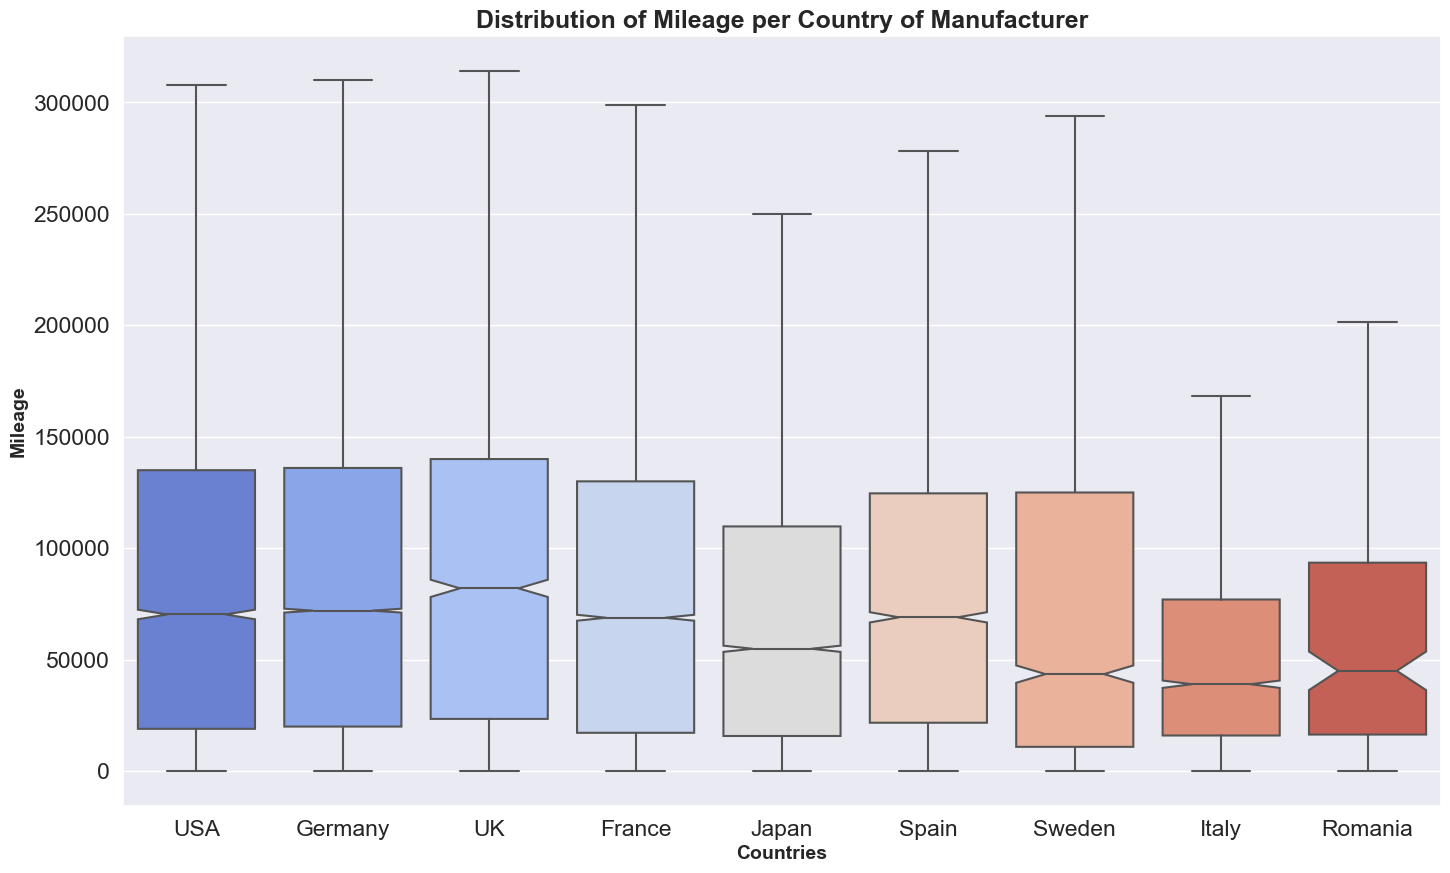 Distribution of Mileage per Country of Manufacturer
300000
250000
200000
150000
100000
50000
0
Mileage
USA Germany UK France Japan Spain Sweden Italy Romania
Countries